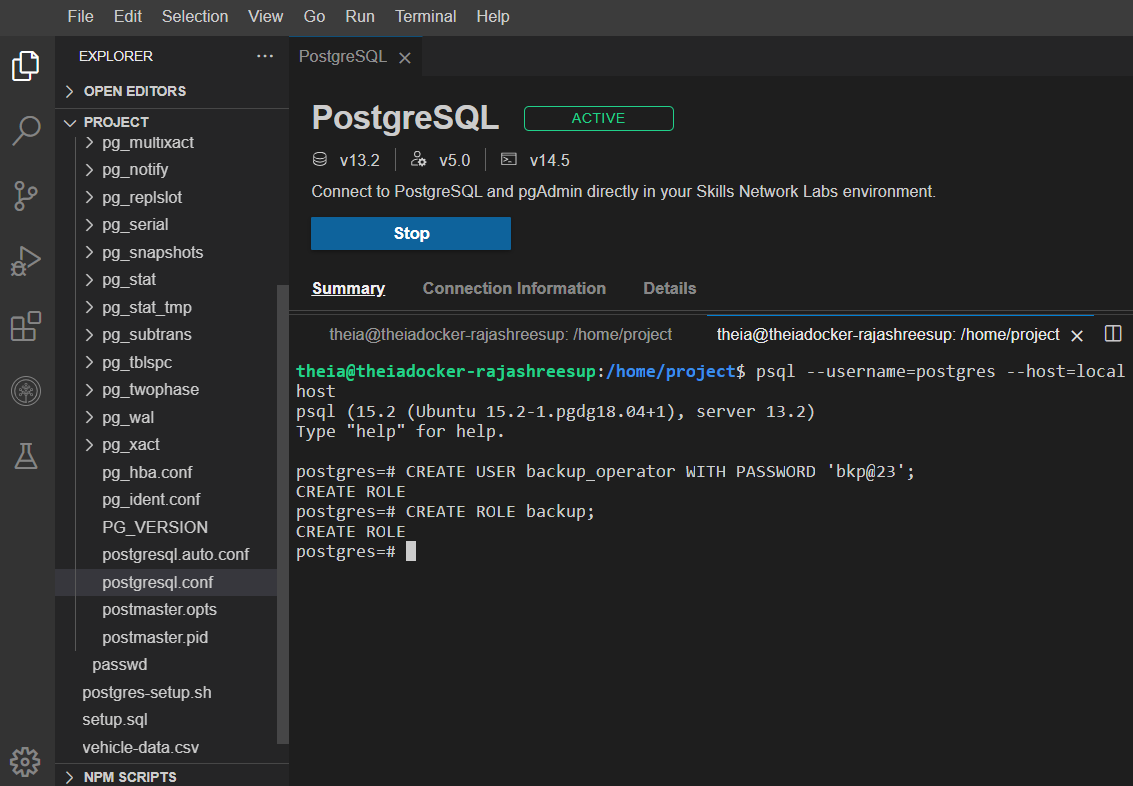 File Edit Selection View Go Run Terminal Help
EXPLORER
OPEN EDITORS
PROJECT
pg_multixact
pg_notify
pg_replslot
pg_serial
pg_snapshots
pg_stat
pg_stat_tmp
pg_subtrans
pg_tblspc
pg_twophase
pg_wal
pg_xact
pg_hba.conf
pg_ident.conf
PG_VERSION
postgresql.auto.conf
postgresql.conf
postmaster.opts
postmaster.pid
passwd
postgres-setup.sh
setup.sql
vehicle-data.csv
NPM SCRIPTS
PostgreSQL
PostgreSQL ACTIVE
v13.2 v5.0 v14.5
Connect to PostgreSQL and pgAdmin directly in your Skills Network Labs environment.
Stop
Summary Connection Information Details
theia@theiadocker-rajashreesup: /home/project theia@theiadocker-rajashreesup: /home/project
theia@theiadocker-rajashreesup:/home/project$ psql --username=postgres --host=local
host
psql (15.2 (Ubuntu 15.2-1.pgdg18.04+1), server 13.2)
Type "help" for help.
postgres=# CREATE USER backup_operator WITH PASSWORD 'bkp@23';
CREATE ROLE
postgres=# CREATE ROLE backup;
CREATE ROLE
postgres=#